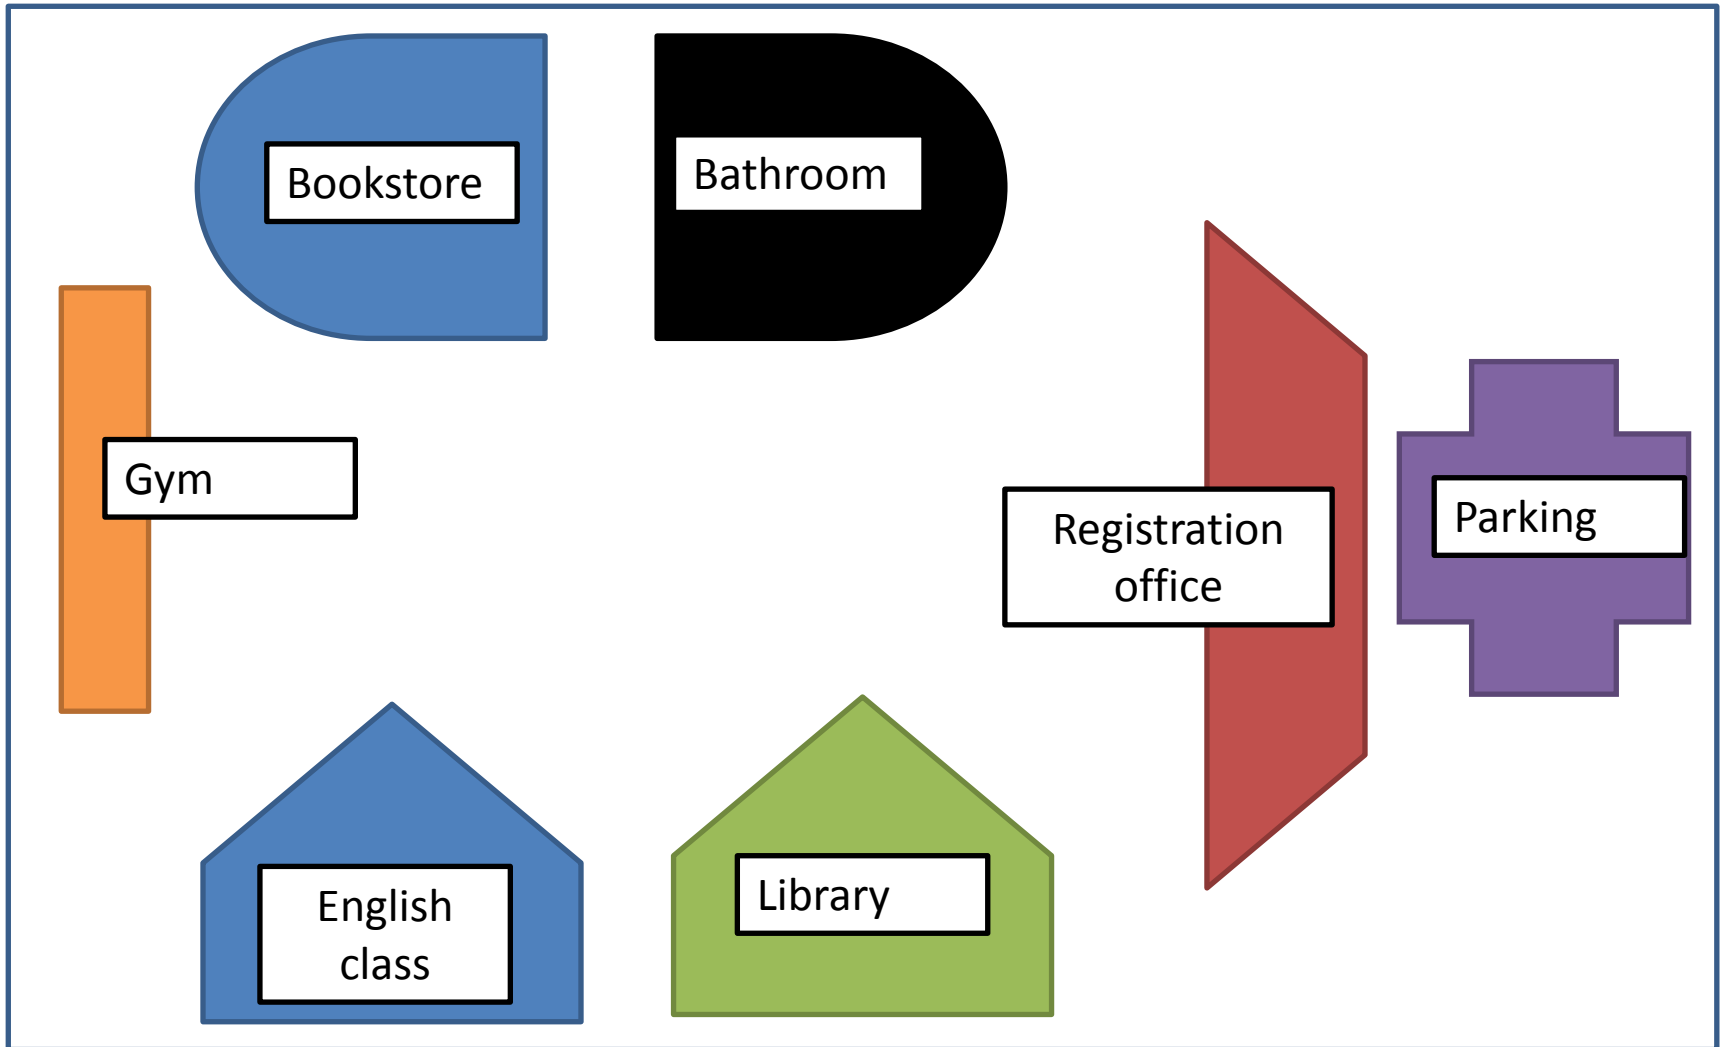 Bookstore
Bathroom
Gym
Registration
office
Parking
English
class
Library